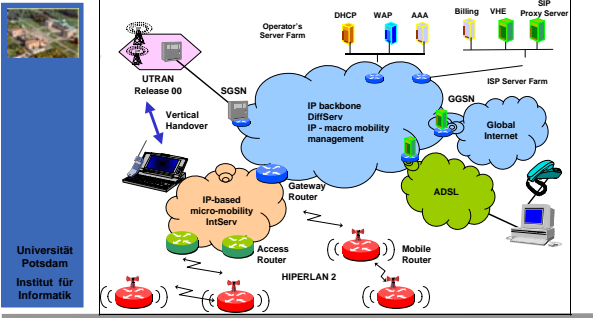 Operator's
Server Farm
DHCP
WAP
AAA
Billing
VHE
SIP
Proxy Server
ISP Server Farm
UTRAN
Release 00
SGSN
Vertical
Handover
IP backbone
DiffServ
IP - macro mobility
management
GGSN
Global
Internet
ADSL
Gateway
Router
IP-based
micro-mobility
IntServ
Access
Router
Mobile
Router
HIPERLAN 2
Universität
Potsdam
Institut für
Informatik